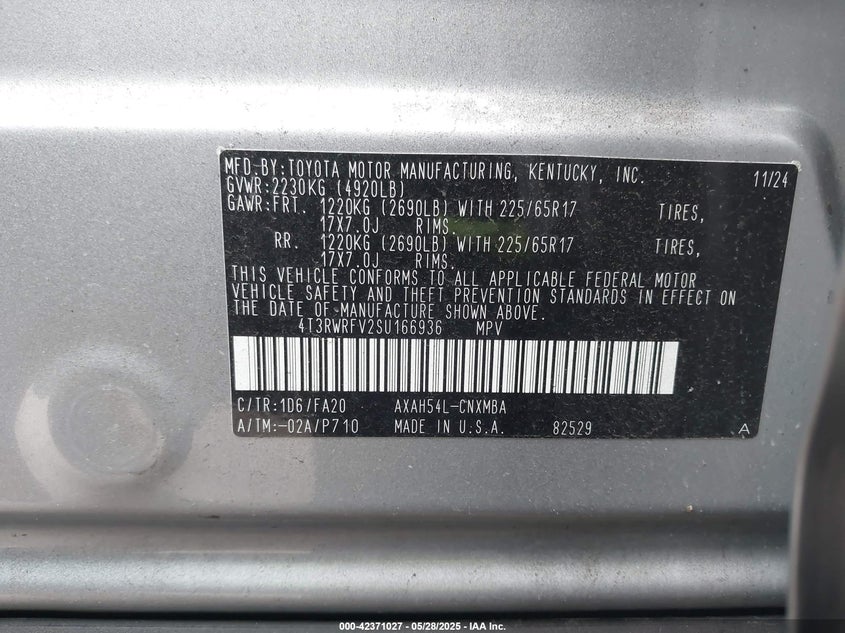 MFD-BY:TOYOTA MOTOR MANUFACTURING, KENTUCKY, INC. 11/24
GVWR:2230KG (4920LB)
GAWR:FRT. 1220KG (2690LB) WITH 225/65R17 TIRES,
17X7.0J RIMS.
RR. 1220KG (2690LB) WITH 225/65R17 TIRES,
17X7.0J RIMS.
THIS VEHICLE CONFORMS TO ALL APPLICABLE FEDERAL MOTOR
VEHICLE SAFETY AND THEFT PREVENTION STANDARDS IN EFFECT ON
THE DATE OF MANUFACTURE SHOWN ABOVE.
4T3RWRFV2SU166936 MPV
C/TR:1D6/FA20 AXAH54L-CNXMBA
A/TM:-02A/P710 MADE IN U.S.A. 82529 A
000-42371027 — 05/28/2025 — IAA Inc.